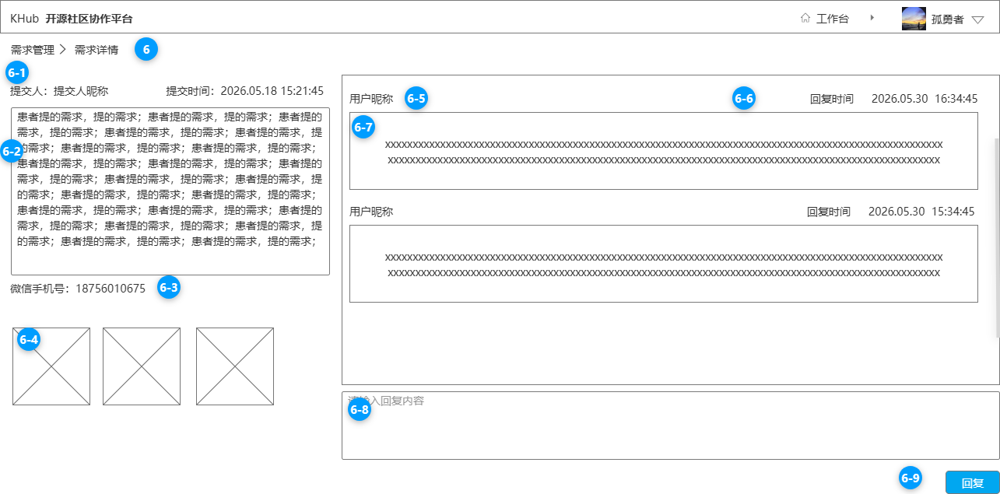 KHub 开源社区协作平台
工作台
孤勇者
需求管理 > 需求详情
6
6-1
提交人：提交人昵称 提交时间：2026.05.18 15:21:45
患者提的需求，提的需求；患者提的需求，提的需求；患者提的
需求，提的需求；患者提的需求，提的需求；患者提的需求，提
6-2
的需求；患者提的需求，提的需求；患者提的需求，提的需求；
患者提的需求，提的需求；患者提的需求，提的需求；患者提的
需求，提的需求；患者提的需求，提的需求；患者提的需求，提
的需求；患者提的需求，提的需求；患者提的需求，提的需求；
患者提的需求，提的需求；患者提的需求，提的需求；患者提的
需求，提的需求；患者提的需求，提的需求；患者提的需求，提
的需求；患者提的需求，提的需求；患者提的需求，提的需求；
微信手机号：18756010675
6-3
6-4
用户昵称
6-5
6-6
回复时间 2026.05.30 16:34:45
6-7
xxxxxxxxxxxxxxxxxxxxxxxxxxxxxxxxxxxxxxxxxxxxxxxxxxxxxxxxxxxxxxxxxxxxxxxxxxxxxxxxxxxxxxxxxxxxxxxxxxxxxx
xxxxxxxxxxxxxxxxxxxxxxxxxxxxxxxxxxxxxxxxxxxxxxxxxxxxxxxxxxxxxxxxxxxxxxxxxxxxxxxxxxxxxxxxxxxxxxxxxxxxx
用户昵称 回复时间 2026.05.30 15:34:45
xxxxxxxxxxxxxxxxxxxxxxxxxxxxxxxxxxxxxxxxxxxxxxxxxxxxxxxxxxxxxxxxxxxxxxxxxxxxxxxxxxxxxxxxxxxxxxxxxxxxxx
xxxxxxxxxxxxxxxxxxxxxxxxxxxxxxxxxxxxxxxxxxxxxxxxxxxxxxxxxxxxxxxxxxxxxxxxxxxxxxxxxxxxxxxxxxxxxxxxxxxxx
请输入回复内容
6-8
6-9
回复